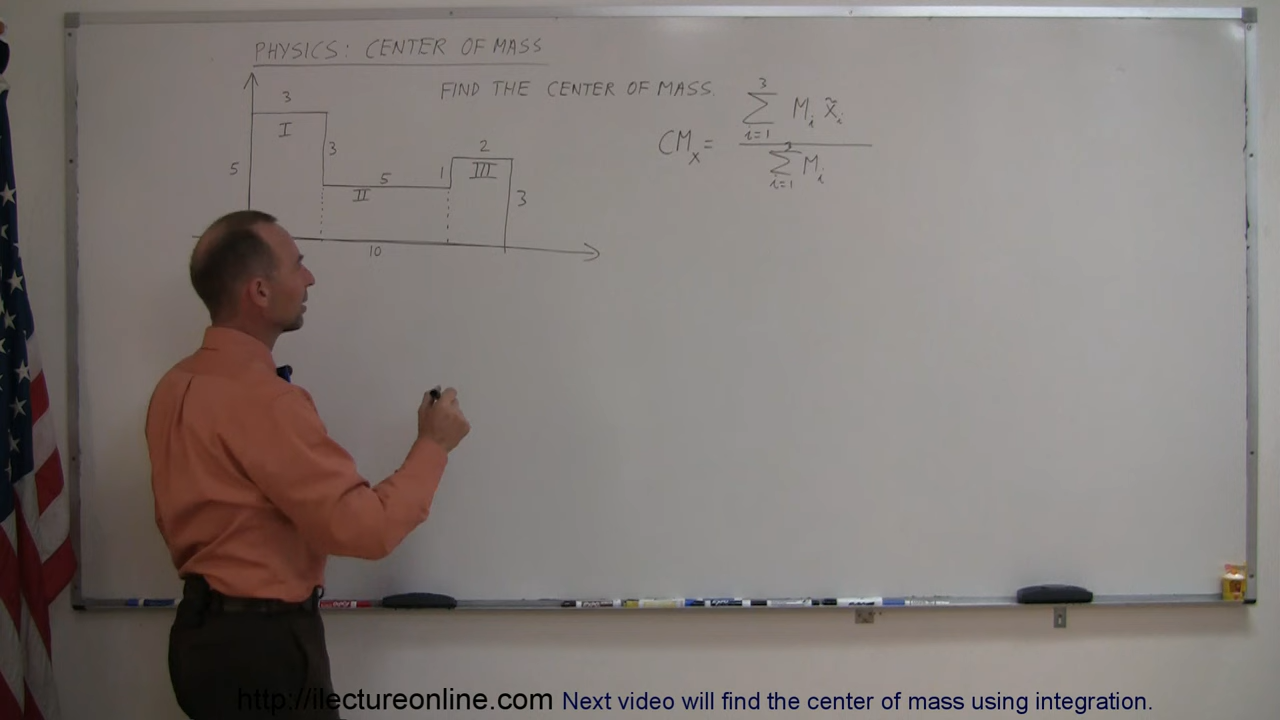 PHYSICS: CENTER OF MASS
FIND THE CENTER OF MASS.
3
I
5
3
5
II
1
2
III
3
10
CMₓ = ∑ i=1 3 Mᵢ x̃ᵢ
∑ i=1 3 Mᵢ
http://ilectureonline.com Next video will find the center of mass using integration.